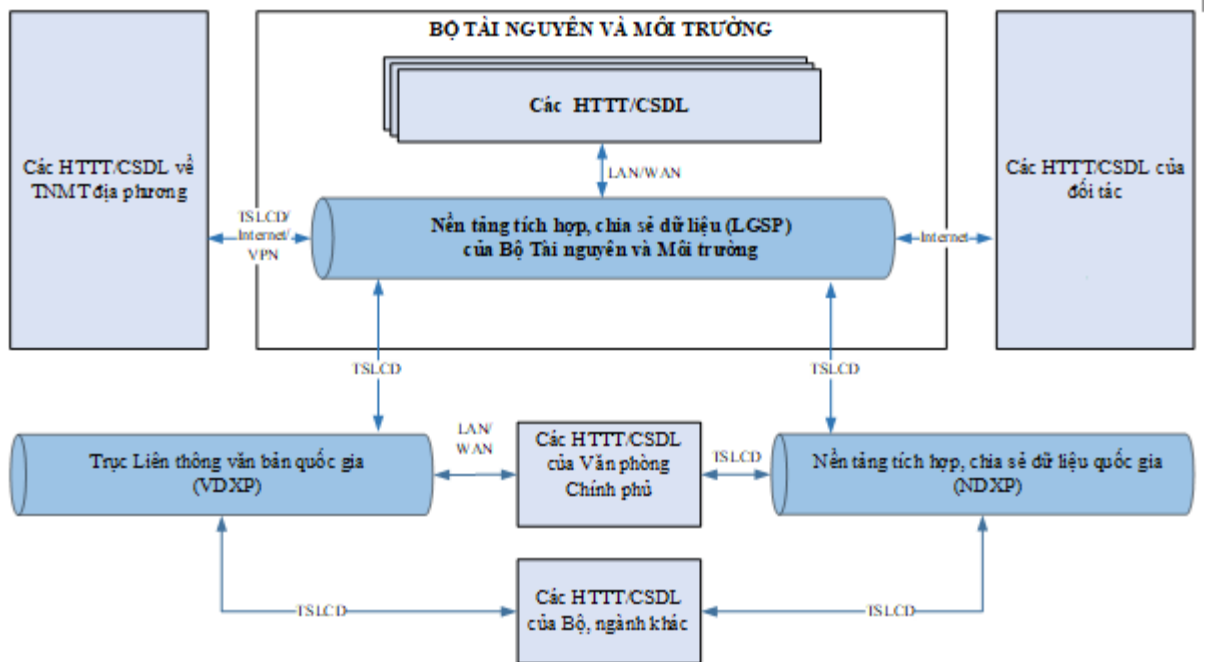 BỘ TÀI NGUYÊN VÀ MÔI TRƯỜNG
Các HTTT/CSDL
LAN/WAN
Các HTTT/CSDL về
TNMT địa phương
TSLCD/
Internet/
VPN
Nền tảng tích hợp, chia sẻ dữ liệu (LGSP)
của Bộ Tài nguyên và Môi trường
Internet
Các HTTT/CSDL của
đối tác
TSLCD
TSLCD
Trục Liên thông văn bản quốc gia
(VDXP)
LAN/
WAN
Các HTTT/CSDL
của Văn phòng
Chính phủ
TSLCD
Nền tảng tích hợp, chia sẻ dữ liệu quốc gia
(NDXP)
TSLCD
Các HTTT/CSDL
của Bộ, ngành khác
TSLCD